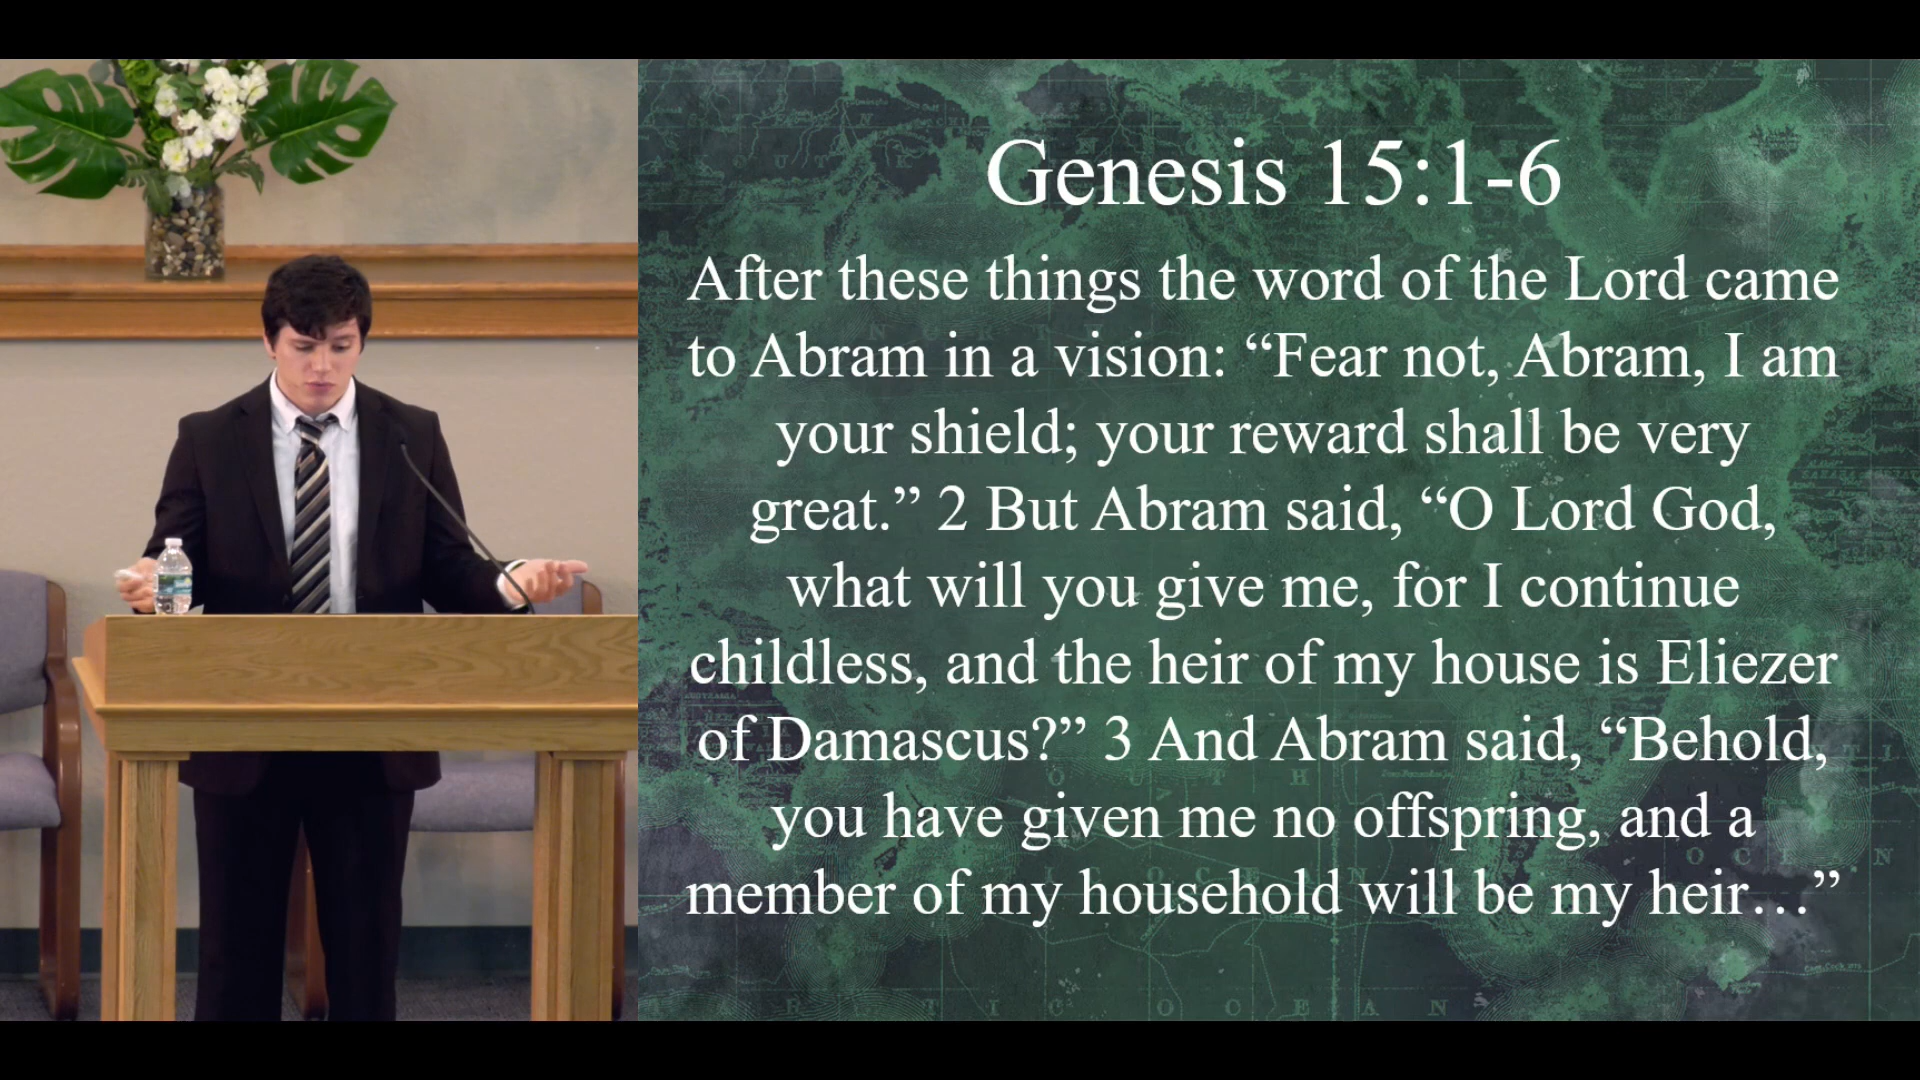 Genesis 15:1-6
After these things the word of the Lord came
to Abram in a vision: “Fear not, Abram, I am
your shield; your reward shall be very
great.” 2 But Abram said, “O Lord God,
what will you give me, for I continue
childless, and the heir of my house is Eliezer
of Damascus?” 3 And Abram said, “Behold,
you have given me no offspring, and a
member of my household will be my heir…”